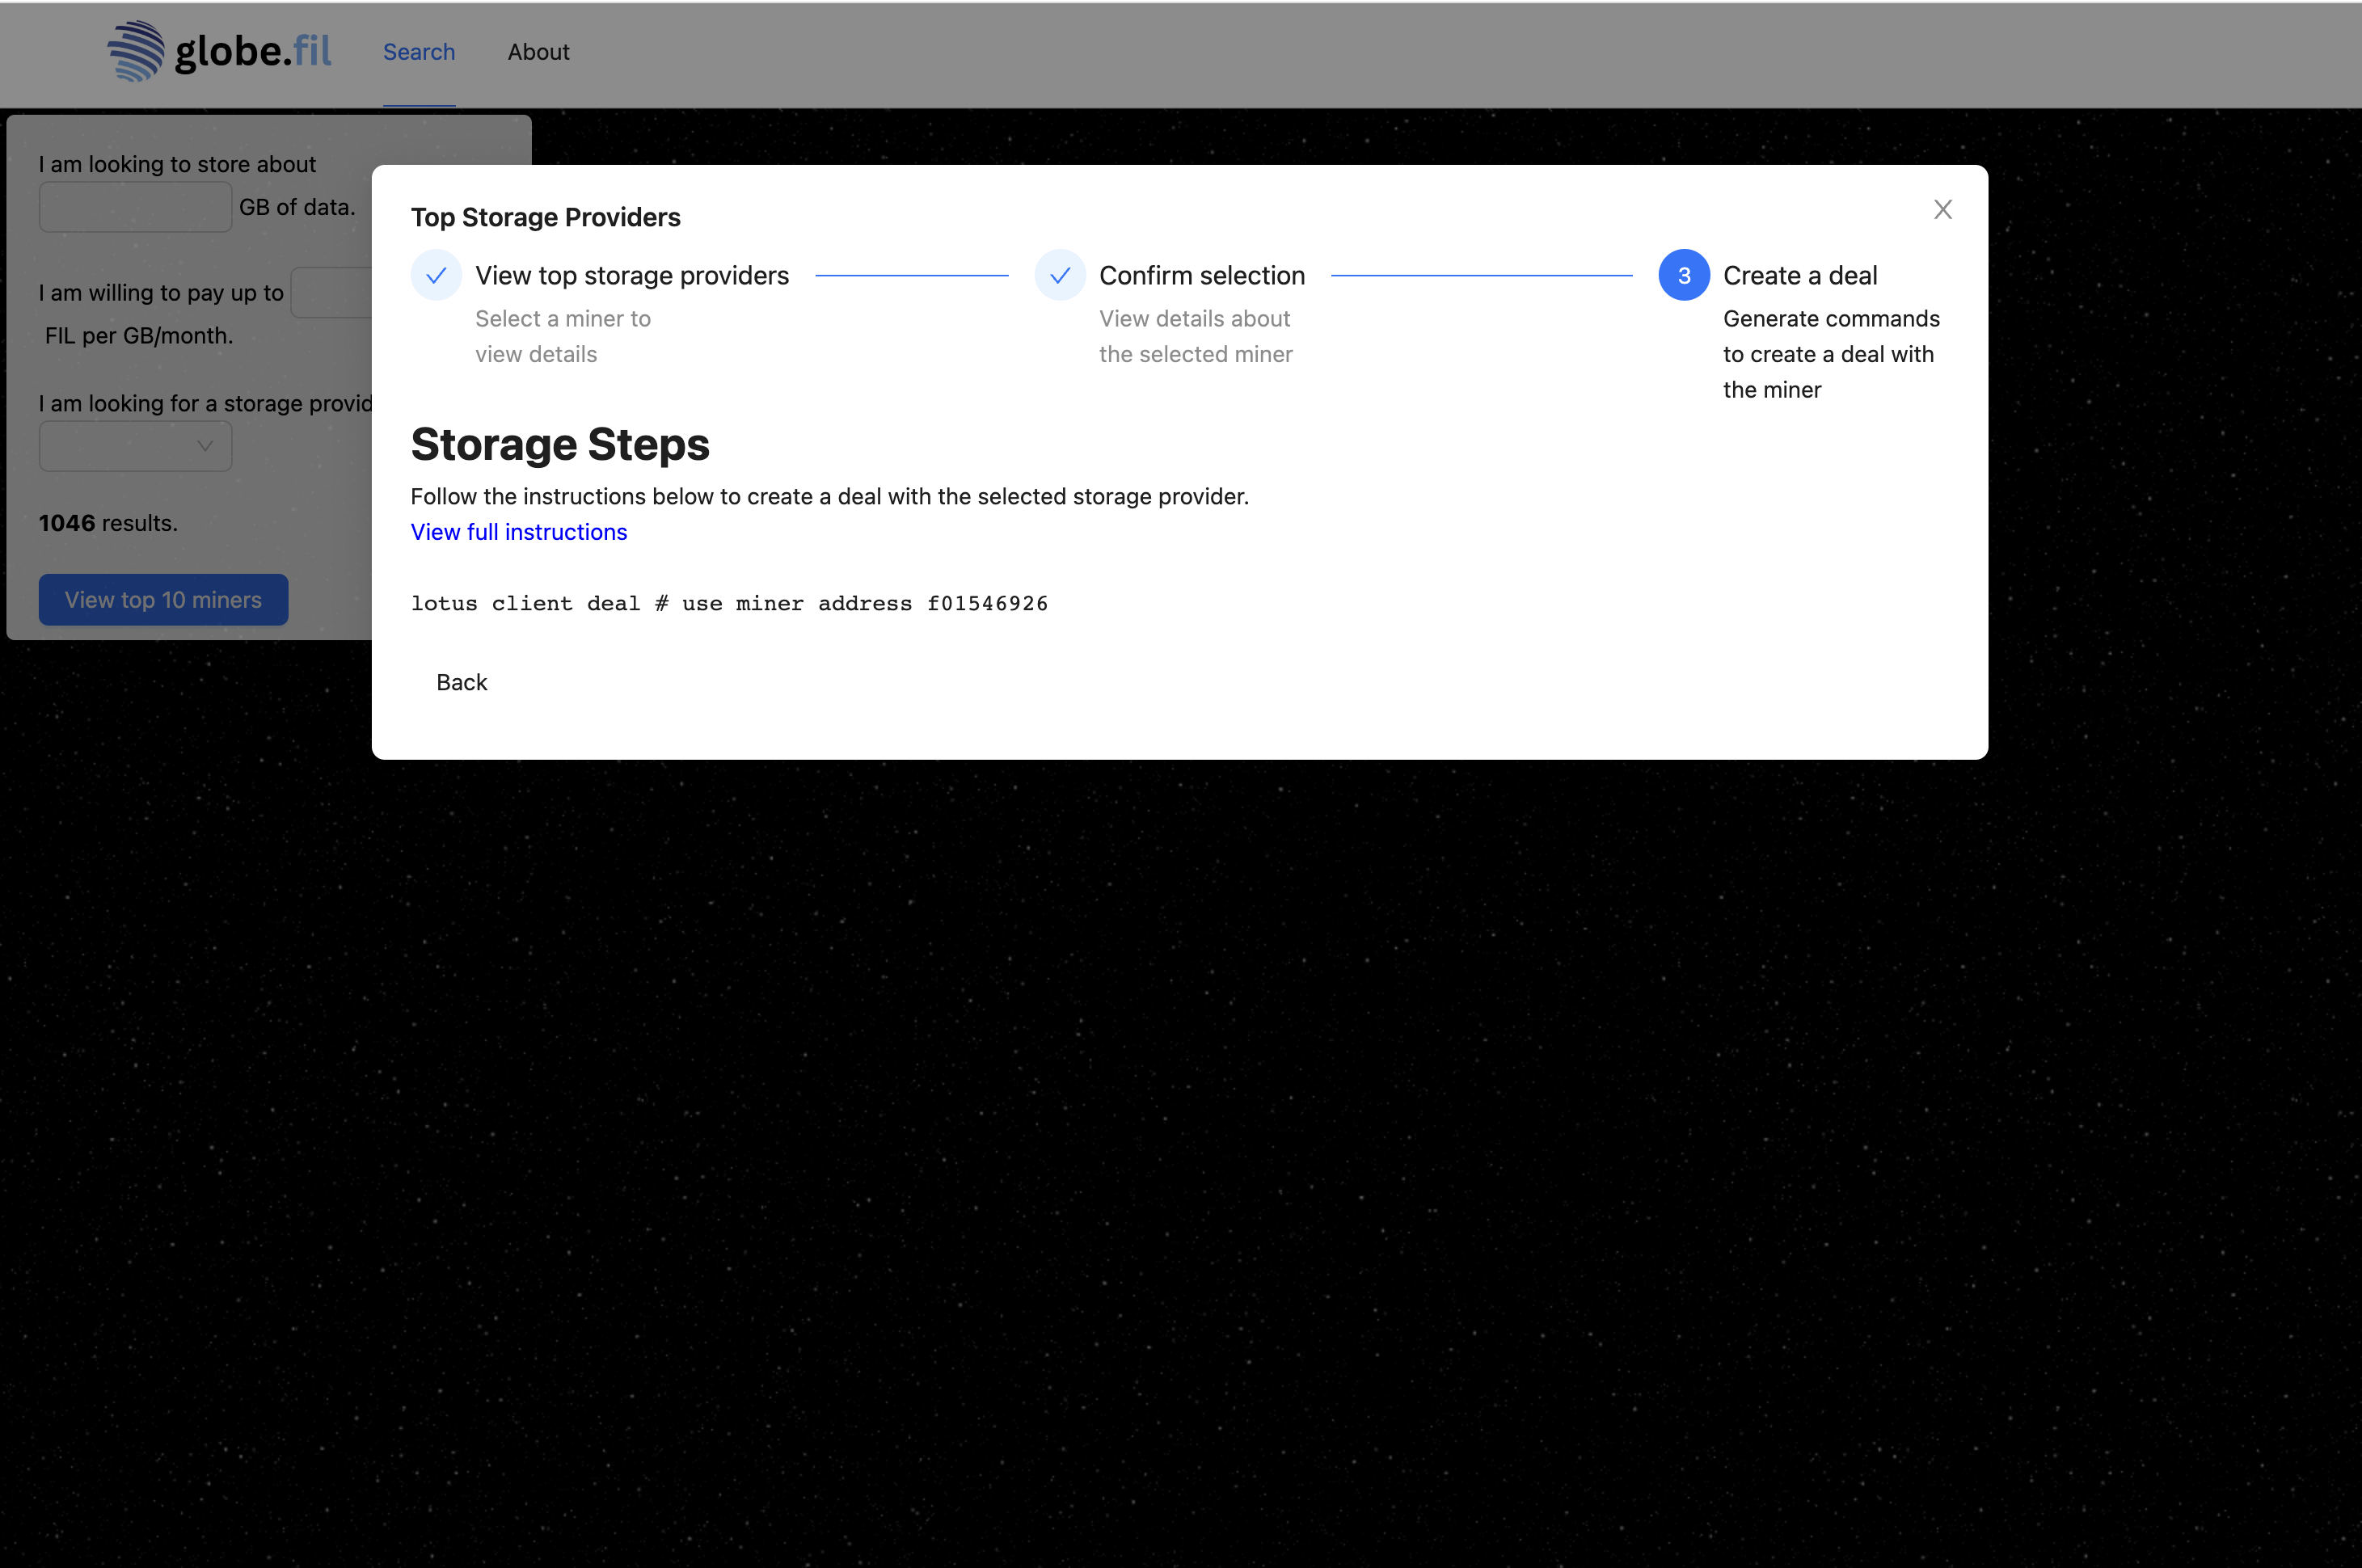 globe.fil
Search
About
I am looking to store about
GB of data.
I am willing to pay up to
FIL per GB/month.
I am looking for a storage provid
1046 results.
View top 10 miners
Top Storage Providers
View top storage providers
Select a miner to
view details
Confirm selection
View details about
the selected miner
3
Create a deal
Generate commands
to create a deal with
the miner
Storage Steps
Follow the instructions below to create a deal with the selected storage provider.
View full instructions
lotus client deal # use miner address f01546926
Back